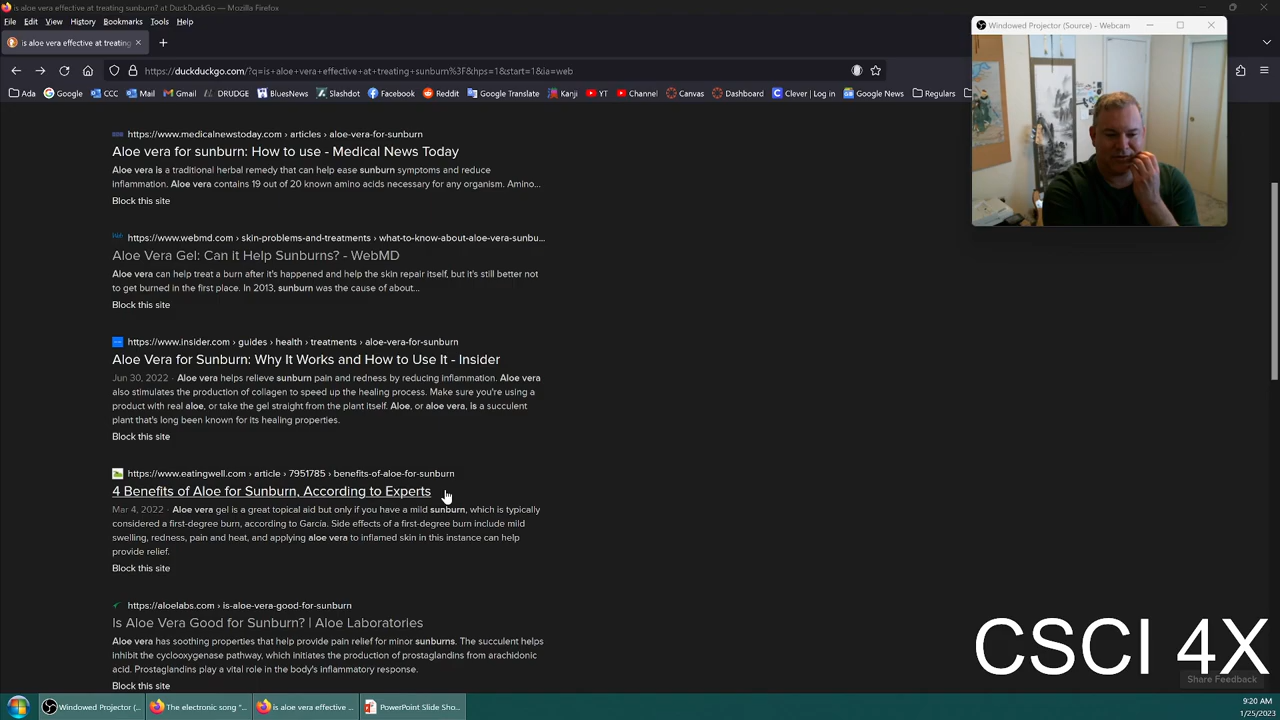 is aloe vera effective at treating sunburn? at DuckDuckGo — Mozilla Firefox
File Edit View History Bookmarks Tools Help
Windowed Projector (Source) - Webcam
is aloe vera effective at treating
https://duckduckgo.com/?q=is+aloe+vera+effective+at+treating+sunburn%3F&hps=1&start=1&ia=web
Ada Google CCC Mail Gmail DRUDGE BluesNews Slashdot Facebook Reddit Google Translate Kanji YT Channel Canvas Dashboard Clever | Log in Google News Regulars
https://www.medicalnewstoday.com › articles › aloe-vera-for-sunburn
Aloe vera for sunburn: How to use - Medical News Today
Aloe vera is a traditional herbal remedy that can help ease sunburn symptoms and reduce
inflammation. Aloe vera contains 19 out of 20 known amino acids necessary for any organism. Amino...
Block this site
https://www.webmd.com › skin-problems-and-treatments › what-to-know-about-aloe-vera-sunbu...
Aloe Vera Gel: Can it Help Sunburns? - WebMD
Aloe vera can help treat a burn after it's happened and help the skin repair itself, but it's still better not
to get burned in the first place. In 2013, sunburn was the cause of about...
Block this site
https://www.insider.com › guides › health › treatments › aloe-vera-for-sunburn
Aloe Vera for Sunburn: Why It Works and How to Use It - Insider
Jun 30, 2022 · Aloe vera helps relieve sunburn pain and redness by reducing inflammation. Aloe vera
also stimulates the production of collagen to speed up the healing process. Make sure you're using a
product with real aloe, or take the gel straight from the plant itself. Aloe, or aloe vera, is a succulent
plant that's long been known for its healing properties.
Block this site
https://www.eatingwell.com › article › 7951785 › benefits-of-aloe-for-sunburn
4 Benefits of Aloe for Sunburn, According to Experts
Mar 4, 2022 · Aloe vera gel is a great topical aid but only if you have a mild sunburn, which is typically
considered a first-degree burn, according to Garcia. Side effects of a first-degree burn include mild
swelling, redness, pain and heat, and applying aloe vera to inflamed skin in this instance can help
provide relief.
Block this site
https://aloelabs.com › is-aloe-vera-good-for-sunburn
Is Aloe Vera Good for Sunburn? | Aloe Laboratories
Aloe vera has soothing properties that help provide pain relief for minor sunburns. The succulent helps
inhibit the cyclooxygenase pathway, which initiates the production of prostaglandins from arachidonic
acid. Prostaglandins play a vital role in the body's inflammatory response.
Block this site
CSCI 4X
Share Feedback
Windowed Projector (... The electronic song "... is aloe vera effective ... PowerPoint Slide Sho...
9:20 AM
1/25/2023